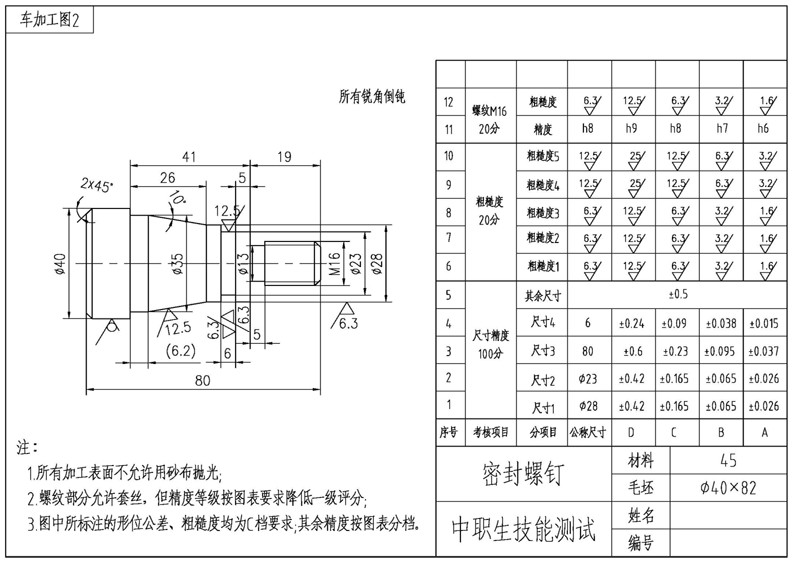 车加工图2
所有锐角倒钝
41
19
26
5
2x45°
10°
12.5
φ40
φ35
φ13
M16
φ23
φ28
12.5
(6.2)
6.3
6.3
6.3
5
6
80
12 螺纹M16 20分 粗糙度 6.3 12.5 6.3 3.2 1.6
11 精度 h8 h9 h8 h7 h6
10 粗糙度 20分 粗糙度5 12.5 25 12.5 6.3 3.2
9 粗糙度4 12.5 25 12.5 6.3 3.2
8 粗糙度3 6.3 12.5 6.3 3.2 1.6
7 粗糙度2 6.3 12.5 6.3 3.2 1.6
6 粗糙度1 6.3 12.5 6.3 3.2 1.6
5 尺寸精度 100分 其余尺寸 ±0.5
4 尺寸4 6 ±0.24 ±0.09 ±0.038 ±0.015
3 尺寸3 80 ±0.6 ±0.23 ±0.095 ±0.037
2 尺寸2 φ23 ±0.42 ±0.165 ±0.065 ±0.026
1 尺寸1 φ28 ±0.42 ±0.165 ±0.065 ±0.026
序号 考核项目 分项目 公称尺寸 D C B A
密封螺钉 材料 45
毛坯 φ40×82
中职生技能测试 姓名
编号
注:
1.所有加工表面不允许用砂布抛光;
2.螺纹部分允许套丝，但精度等级按图表要求降低一级评分;
3.图中所标注的形位公差、粗糙度均为C档要求;其余精度按图表分档。